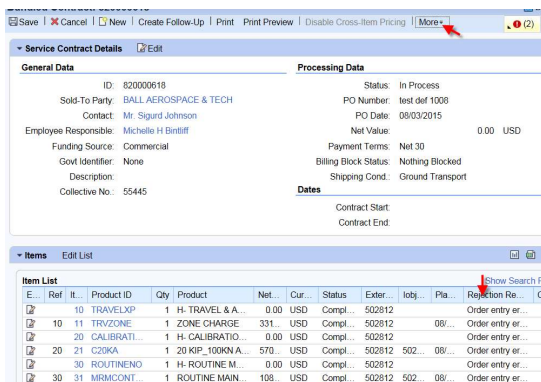 Save | Cancel | New | Create Follow-Up | Print Print Preview | Disable Cross-Item Pricing | More
(2)
Service Contract Details Edit
General Data
Processing Data
ID: 820000618
Status: In Process
Sold-To Party: BALL AEROSPACE & TECH
PO Number: test def 1008
Contact: Mr. Sigurd Johnson
PO Date: 08/03/2015
Employee Responsible: Michelle H Bintliff
Net Value: 0.00 USD
Funding Source: Commercial
Payment Terms: Net 30
Govt Identifier: None
Billing Block Status: Nothing Blocked
Description:
Shipping Cond.: Ground Transport
Collective No.: 55445
Dates
Contract Start:
Contract End:
Items Edit List
Item List
Show Search
E... Ref It... Product ID Qty Product Net... Cur... Status Exter... Iobj... Pla... Rejection Re...
10 TRAVELXP 1 H- TRAVEL & A... 0.00 USD Compl... 502812 Order entry er...
10 11 TRVZONE 1 ZONE CHARGE 331... USD Compl... 502812 08/... Order entry er...
20 CALIBRATI... 1 H- CALIBRATIO... 0.00 USD Compl... 502812 Order entry er...
20 21 C20KA 1 20 KIP_100KN A... 570... USD Compl... 502812 502... 08/... Order entry er...
30 ROUTINENO 1 H- ROUTINE M... 0.00 USD Compl... 502812 Order entry er...
30 31 MRMCONT... 1 ROUTINE MAIN... 108... USD Compl... 502812 502... 08/... Order entry er...